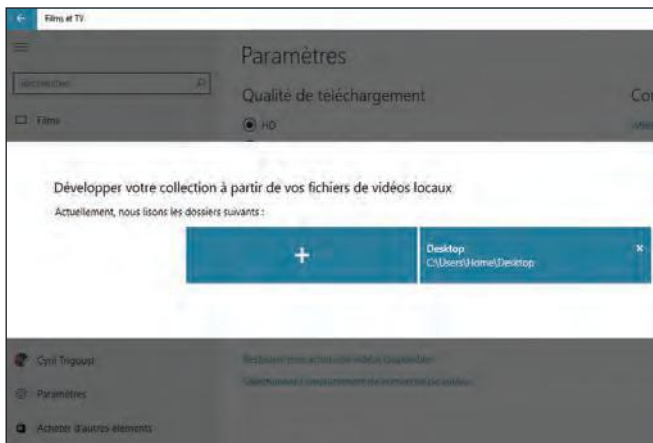 Films et TV
Paramètres
Rechercher
Qualité de téléchargement
Films
HD
Développer votre collection à partir de vos fichiers de vidéos locaux
Actuellement, nous lisons les dossiers suivants :
+
Desktop
C:\Users\Home\Desktop
Cyril Trigoust
Paramètres
Acheter d'autres éléments